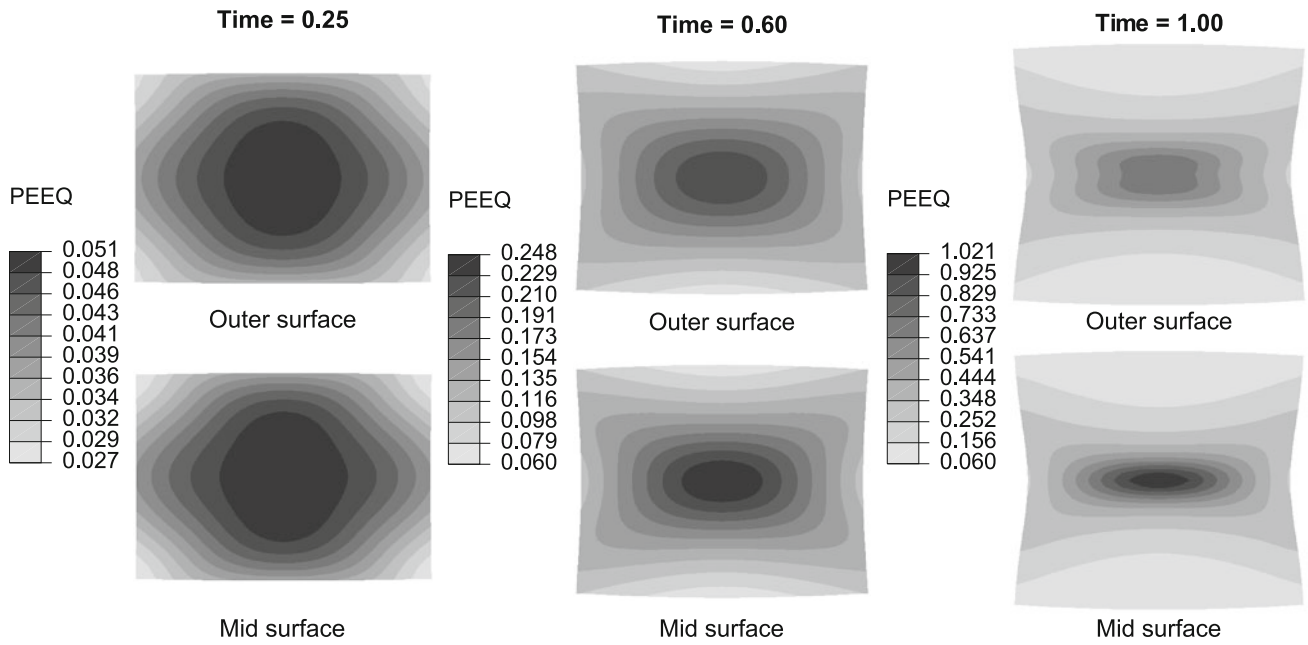 Time = 0.25
PEEQ
0.051
0.048
0.046
0.043
0.041
0.039
0.036
0.034
0.032
0.029
0.027
Outer surface
Mid surface
Time = 0.60
PEEQ
0.248
0.229
0.210
0.191
0.173
0.154
0.135
0.116
0.098
0.079
0.060
Outer surface
Mid surface
Time = 1.00
PEEQ
1.021
0.925
0.829
0.733
0.637
0.541
0.444
0.348
0.252
0.156
0.060
Outer surface
Mid surface